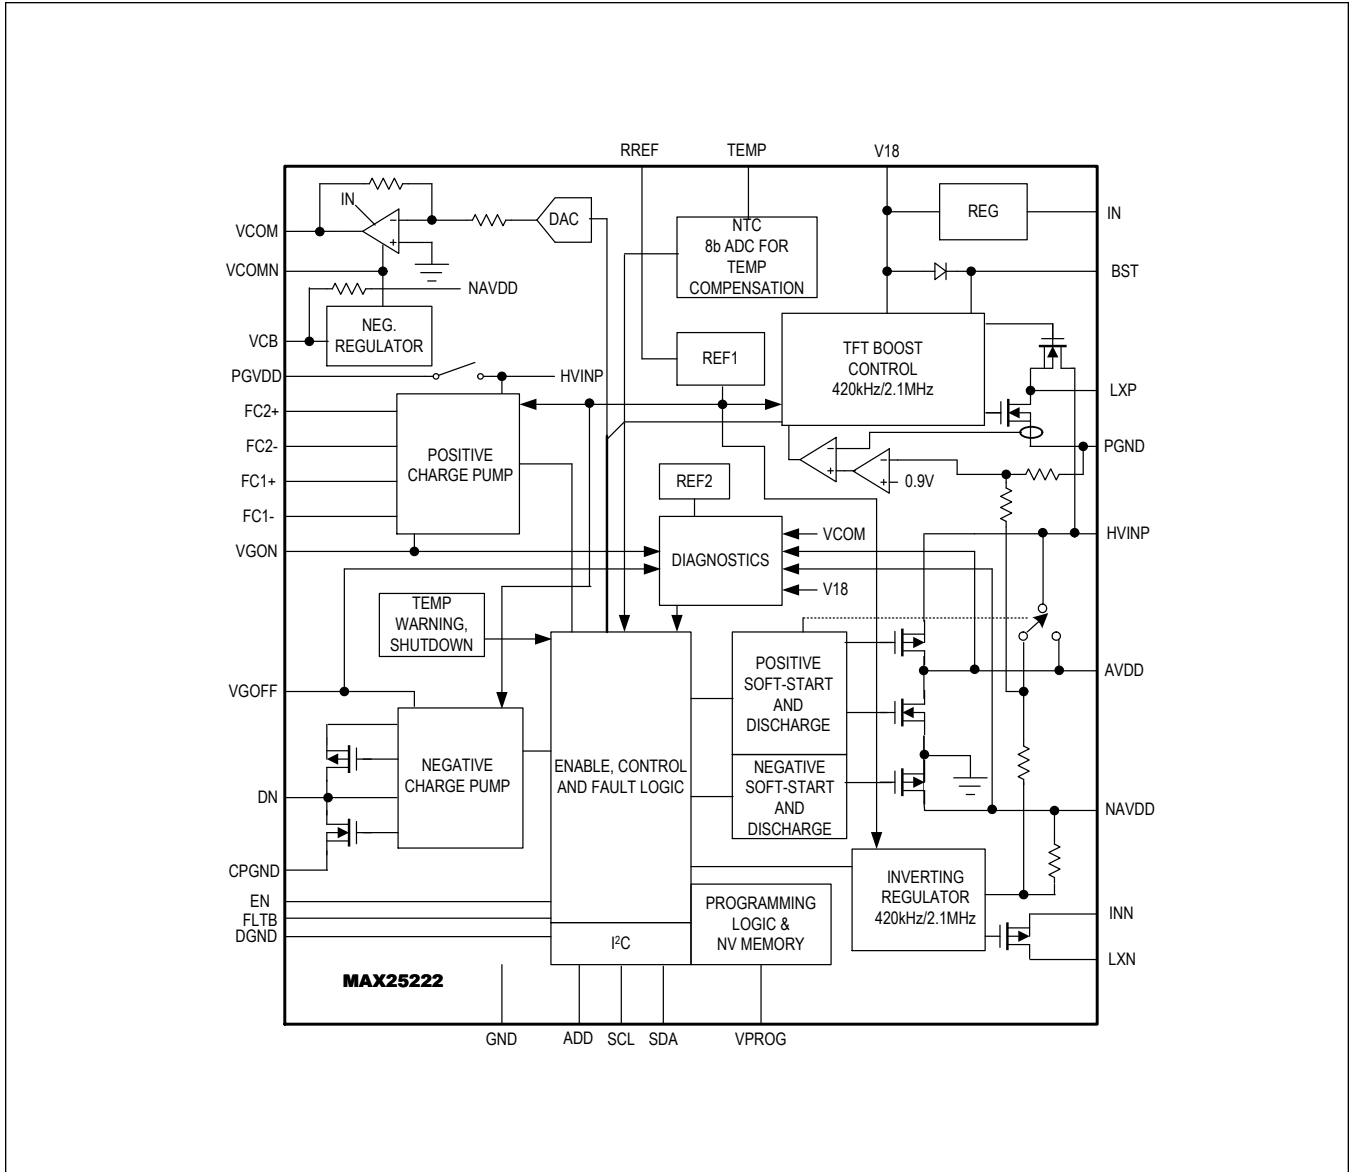 RREF TEMP V18
IN
DAC
VCOM
VCOMN
NAVDD
VCB
NEG.
REGULATOR
PGVDD
HVINP
FC2+
FC2-
FC1+
FC1-
VGON
POSITIVE
CHARGE PUMP
NTC
8b ADC FOR
TEMP
COMPENSATION
REF1
REG
IN
BST
TFT BOOST
CONTROL
420kHz/2.1MHz
LXP
PGND
-
+
-
+
-
+
0.9V
REF2
DIAGNOSTICS
VCOM
V18
HVINP
TEMP
WARNING,
SHUTDOWN
VGOFF
NEGATIVE
CHARGE PUMP
DN
CPGND
EN
FLTB
DGND
ENABLE, CONTROL
AND FAULT LOGIC
I²C
POSITIVE
SOFT-START
AND
DISCHARGE
NEGATIVE
SOFT-START
AND
DISCHARGE
AVDD
NAVDD
PROGRAMMING
LOGIC &
NV MEMORY
INVERTING
REGULATOR
420kHz/2.1MHz
INN
LXN
MAX25222
GND ADD SCL SDA VPROG